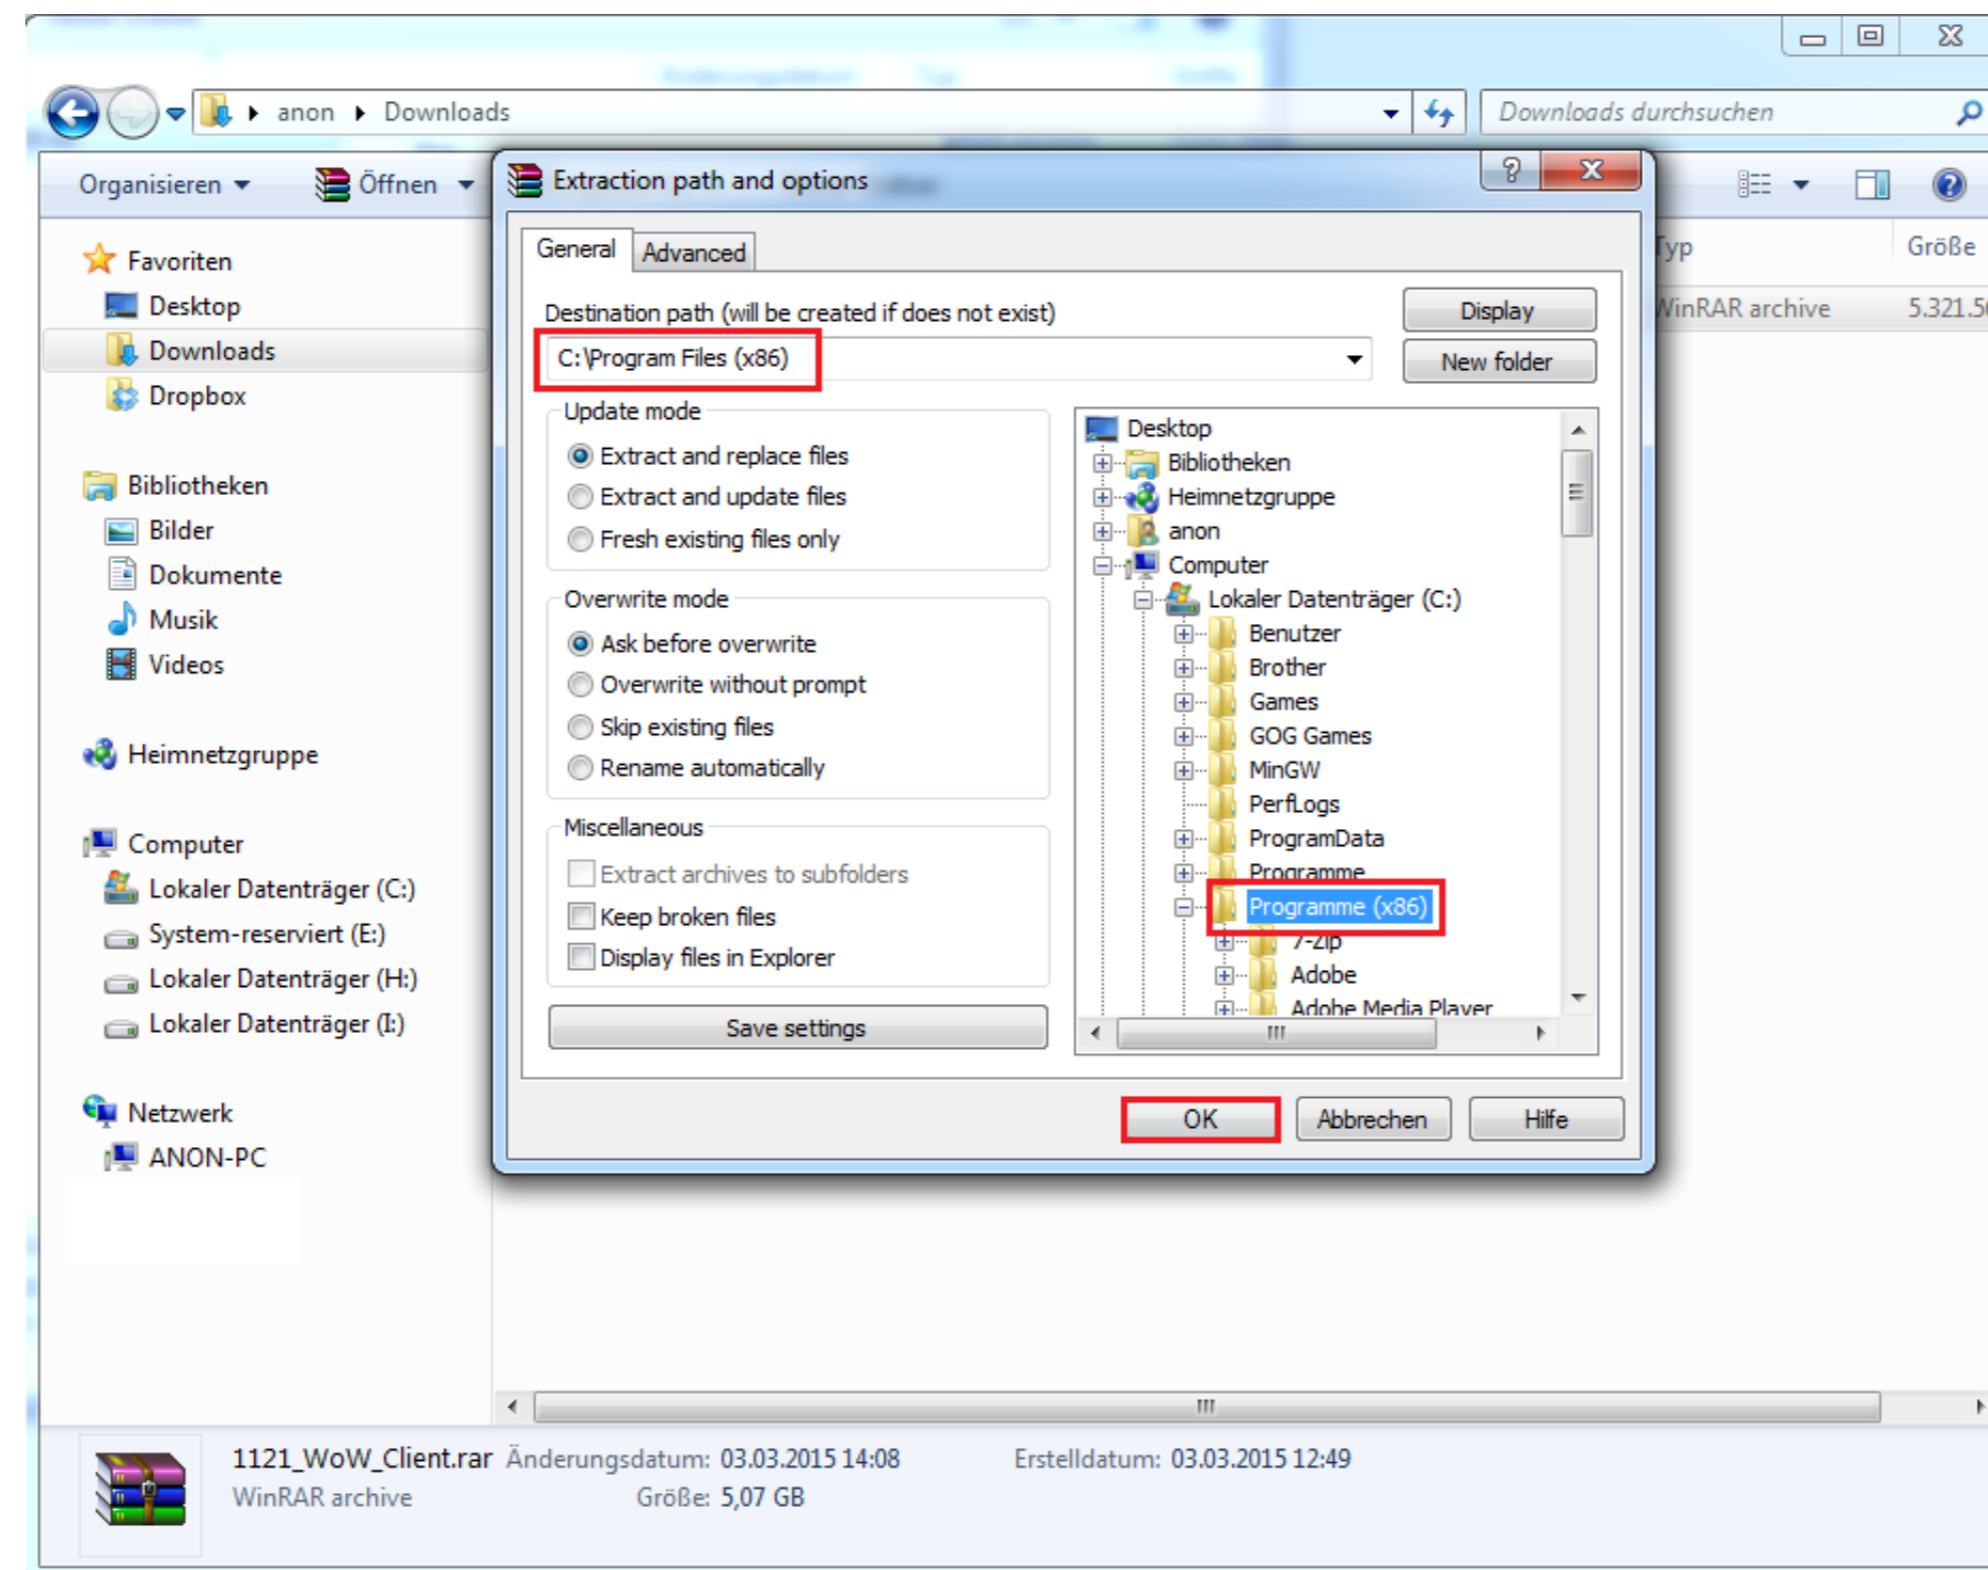 anon Downloads
Downloads durchsuchen
Organisieren Öffnen
Favoriten
Desktop
Downloads
Dropbox
Bibliotheken
Bilder
Dokumente
Musik
Videos
Heimnetzgruppe
Computer
Lokaler Datenträger (C:)
System-reserviert (E:)
Lokaler Datenträger (H:)
Lokaler Datenträger (I:)
Netzwerk
ANON-PC
Extraction path and options
General Advanced
Destination path (will be created if does not exist)
C:\Program Files (x86)
Display
New folder
Update mode
Extract and replace files
Extract and update files
Fresh existing files only
Overwrite mode
Ask before overwrite
Overwrite without prompt
Skip existing files
Rename automatically
Miscellaneous
Extract archives to subfolders
Keep broken files
Display files in Explorer
Save settings
Desktop
Bibliotheken
Heimnetzgruppe
anon
Computer
Lokaler Datenträger (C:)
Benutzer
Brother
Games
GOG Games
MinGW
PerfLogs
ProgramData
Programme
Programme (x86)
7-Zip
Adobe
Adobe Media Player
OK Abbrechen Hilfe
Typ Größe
WinRAR archive 5.321.5
1121_WoW_Client.rar Änderungsdatum: 03.03.2015 14:08 Erstelldatum: 03.03.2015 12:49
WinRAR archive Größe: 5,07 GB